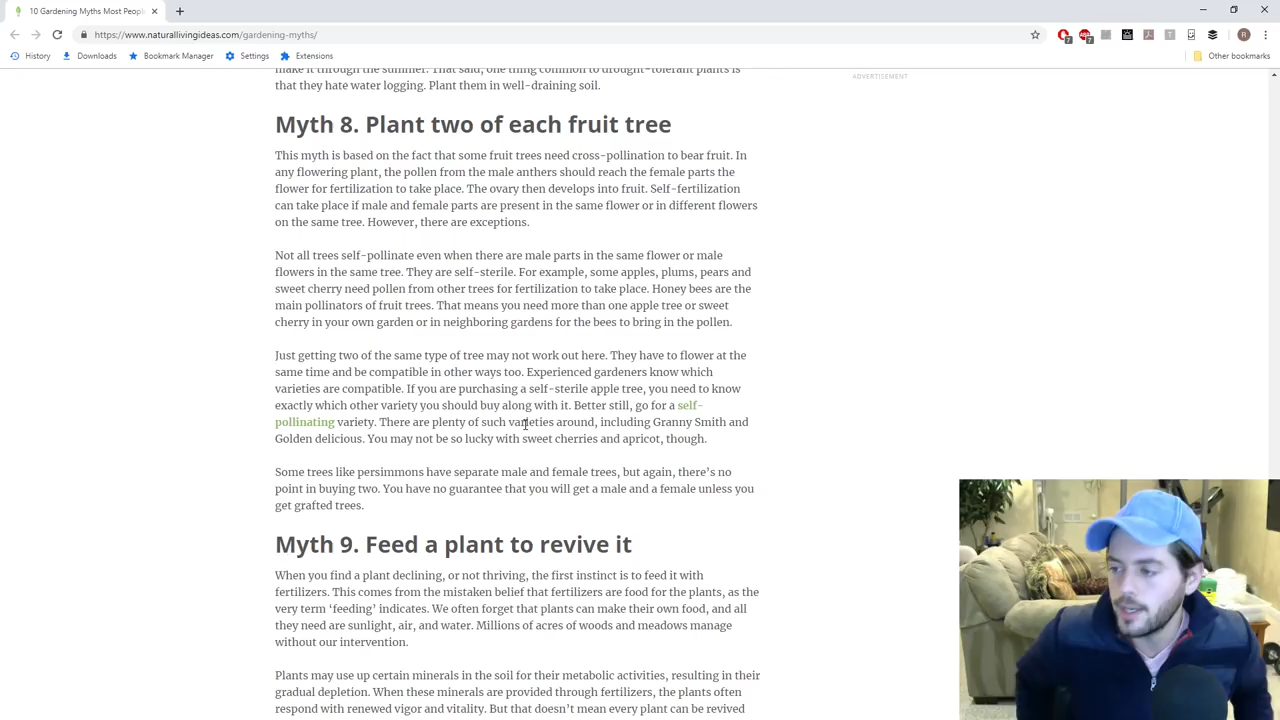 10 Gardening Myths Most Peopl
https://www.naturallivingideas.com/gardening-myths/
7
7
R
History
Downloads
Bookmark Manager
Settings
Extensions
Other bookmarks
ADVERTISEMENT
make it through the summer. That said, one thing common to drought-tolerant plants is
that they hate water logging. Plant them in well-draining soil.
Myth 8. Plant two of each fruit tree
This myth is based on the fact that some fruit trees need cross-pollination to bear fruit. In
any flowering plant, the pollen from the male anthers should reach the female parts the
flower for fertilization to take place. The ovary then develops into fruit. Self-fertilization
can take place if male and female parts are present in the same flower or in different flowers
on the same tree. However, there are exceptions.
Not all trees self-pollinate even when there are male parts in the same flower or male
flowers in the same tree. They are self-sterile. For example, some apples, plums, pears and
sweet cherry need pollen from other trees for fertilization to take place. Honey bees are the
main pollinators of fruit trees. That means you need more than one apple tree or sweet
cherry in your own garden or in neighboring gardens for the bees to bring in the pollen.
Just getting two of the same type of tree may not work out here. They have to flower at the
same time and be compatible in other ways too. Experienced gardeners know which
varieties are compatible. If you are purchasing a self-sterile apple tree, you need to know
exactly which other variety you should buy along with it. Better still, go for a self-
pollinating variety. There are plenty of such varieties around, including Granny Smith and
Golden delicious. You may not be so lucky with sweet cherries and apricot, though.
Some trees like persimmons have separate male and female trees, but again, there's no
point in buying two. You have no guarantee that you will get a male and a female unless you
get grafted trees.
Myth 9. Feed a plant to revive it
When you find a plant declining, or not thriving, the first instinct is to feed it with
fertilizers. This comes from the mistaken belief that fertilizers are food for the plants, as the
very term ‘feeding’ indicates. We often forget that plants can make their own food, and all
they need are sunlight, air, and water. Millions of acres of woods and meadows manage
without our intervention.
Plants may use up certain minerals in the soil for their metabolic activities, resulting in their
gradual depletion. When these minerals are provided through fertilizers, the plants often
respond with renewed vigor and vitality. But that doesn’t mean every plant can be revived